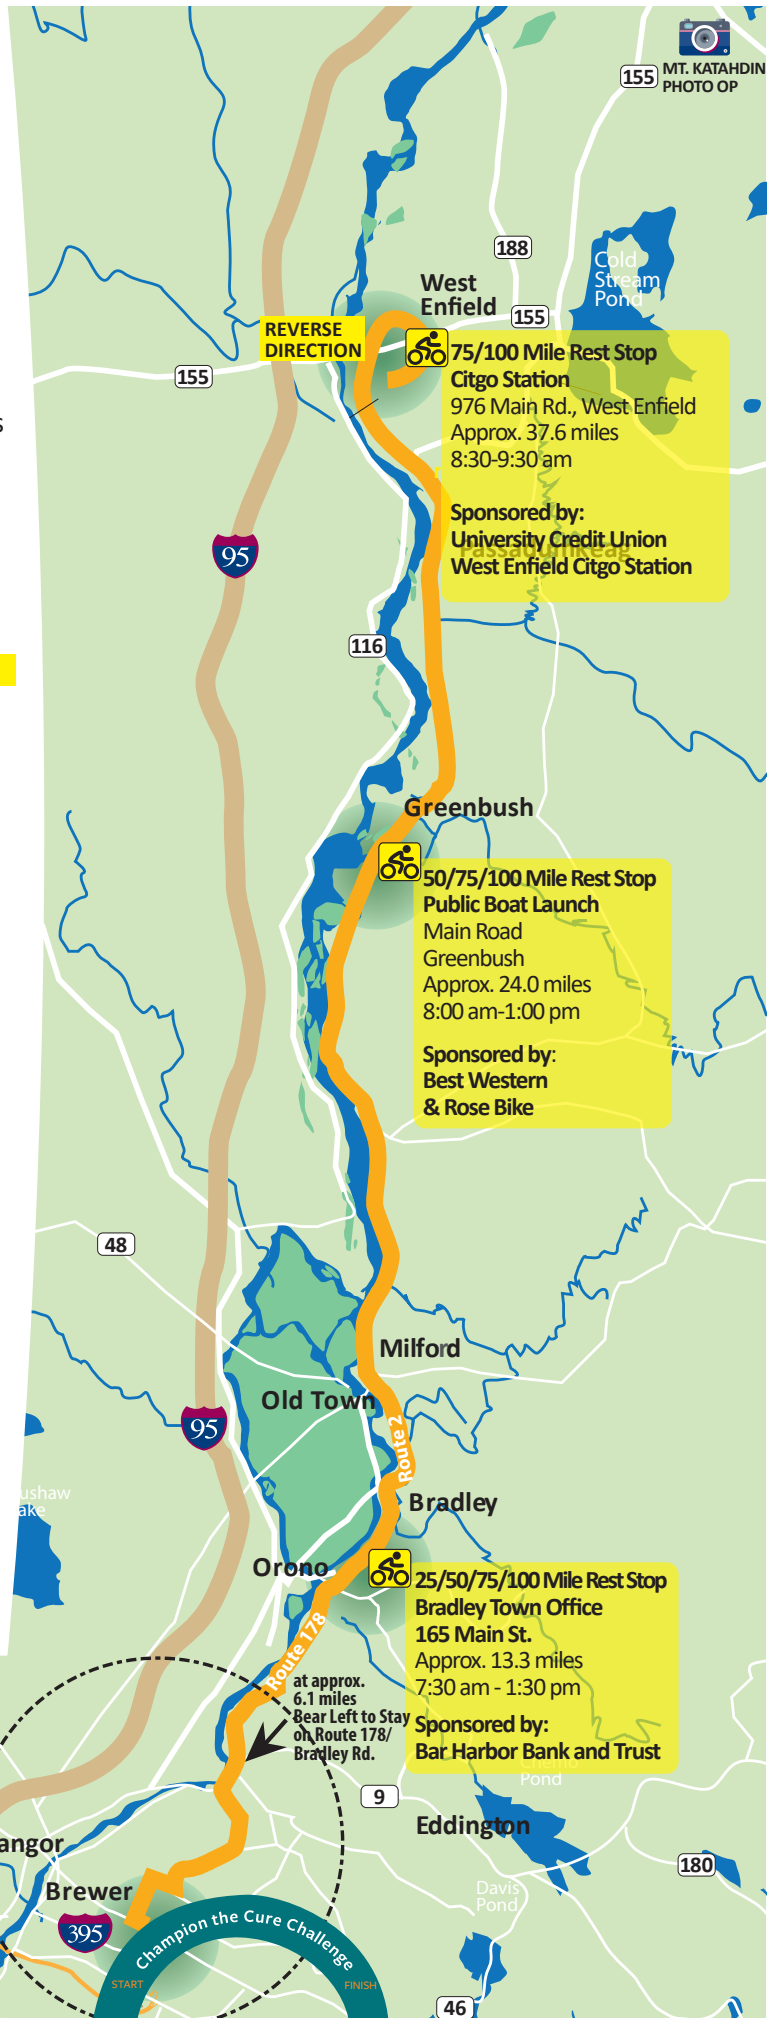 155
MT. KATAHDIN
PHOTO OP
188
Cold
Stream
Pond
West
Enfield
155
REVERSE
DIRECTION
155
75/100 Mile Rest Stop
Citgo Station
976 Main Rd., West Enfield
Approx. 37.6 miles
8:30-9:30 am
Sponsored by:
University Credit Union
West Enfield Citgo Station
Passadumkeag
s
95
116
Greenbush
50/75/100 Mile Rest Stop
Public Boat Launch
Main Road
Greenbush
Approx. 24.0 miles
8:00 am-1:00 pm
Sponsored by:
Best Western
& Rose Bike
48
Milford
Old Town
95
Route 2
ushaw
ake
Bradley
Orono
25/50/75/100 Mile Rest Stop
Bradley Town Office
165 Main St.
Approx. 13.3 miles
7:30 am - 1:30 pm
Sponsored by:
Bar Harbor Bank and Trust
Route 178
at approx.
6.1 miles
Bear Left to Stay
on Route 178/
Bradley Rd.
Chemo
Pond
9
Eddington
angor
180
Brewer
Davis
Pond
395
Champion the Cure Challenge
START
FINISH
46